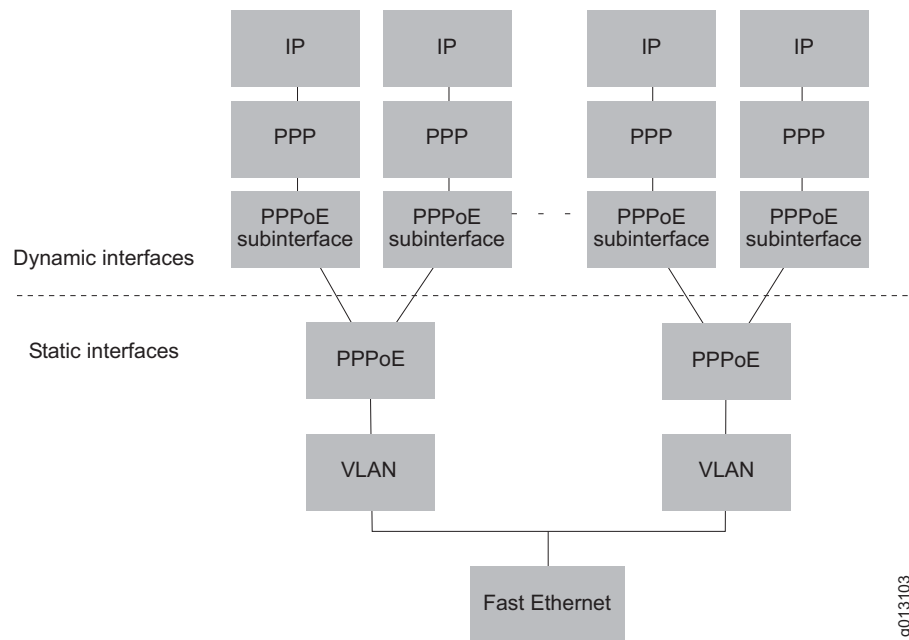 IP
IP
IP
IP
PPP
PPP
PPP
PPP
PPPoE
subinterface
PPPoE
subinterface
PPPoE
subinterface
PPPoE
subinterface
Dynamic interfaces
Static interfaces
PPPoE
PPPoE
VLAN
VLAN
Fast Ethernet
g013103